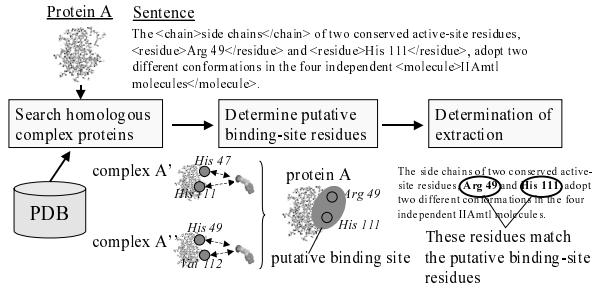 Protein A
Sentence
The <chain>side chains</chain> of two conserved active-site residues,
<residue>Arg 49</residue> and <residue>His 111</residue>, adopt two
different conformations in the four independent <molecule>IIAmtl
molecules</molecule>.
Search homologous
complex proteins
Determine putative
binding-site residues
Determination of
extraction
PDB
complex A'
His 47
His 111
complex A''
His 49
Val 112
protein A
Arg 49
His 111
putative binding site
The side chains of two conserved active-
site residues, Arg 49 and His 111, adopt
two different conformations in the four
independent IIAmtl molecules.
These residues match
the putative binding-site
residues